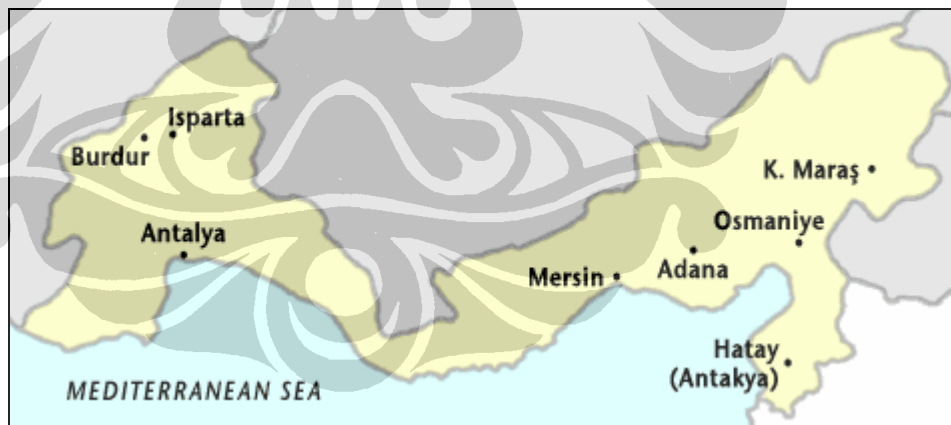 Isparta
Burdur
K. Maraş
Osmaniye
Antalya
Adana
Mersin
Hatay
(Antakya)
MEDITERRANEAN SEA